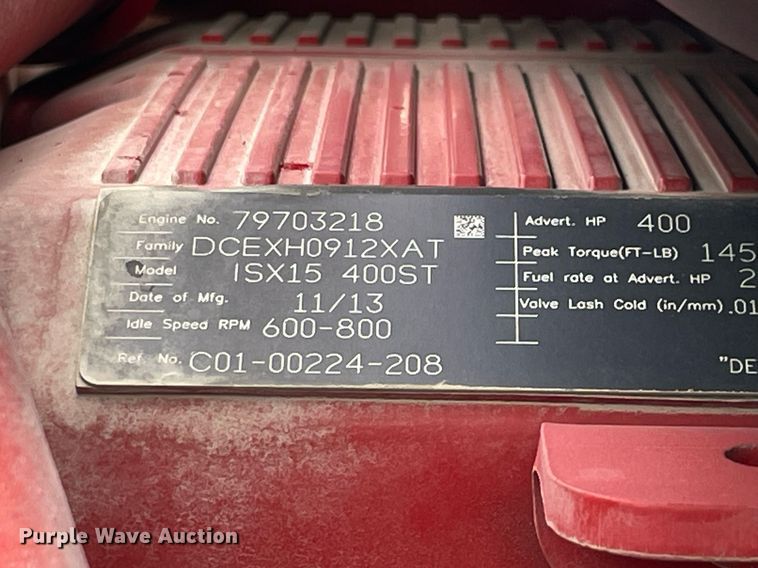 Engine No. 79703218
Family DCEXH0912XAT
Model ISX15 400ST
Date of Mfg. 11/13
Idle Speed RPM 600-800
Ref. No. C01-00224-208
Advert. HP 400
Peak Torque(FT-LB) 145
Fuel rate at Advert. HP 2
Valve Lash Cold (in/mm) .01
"DE
Purple Wave Auction